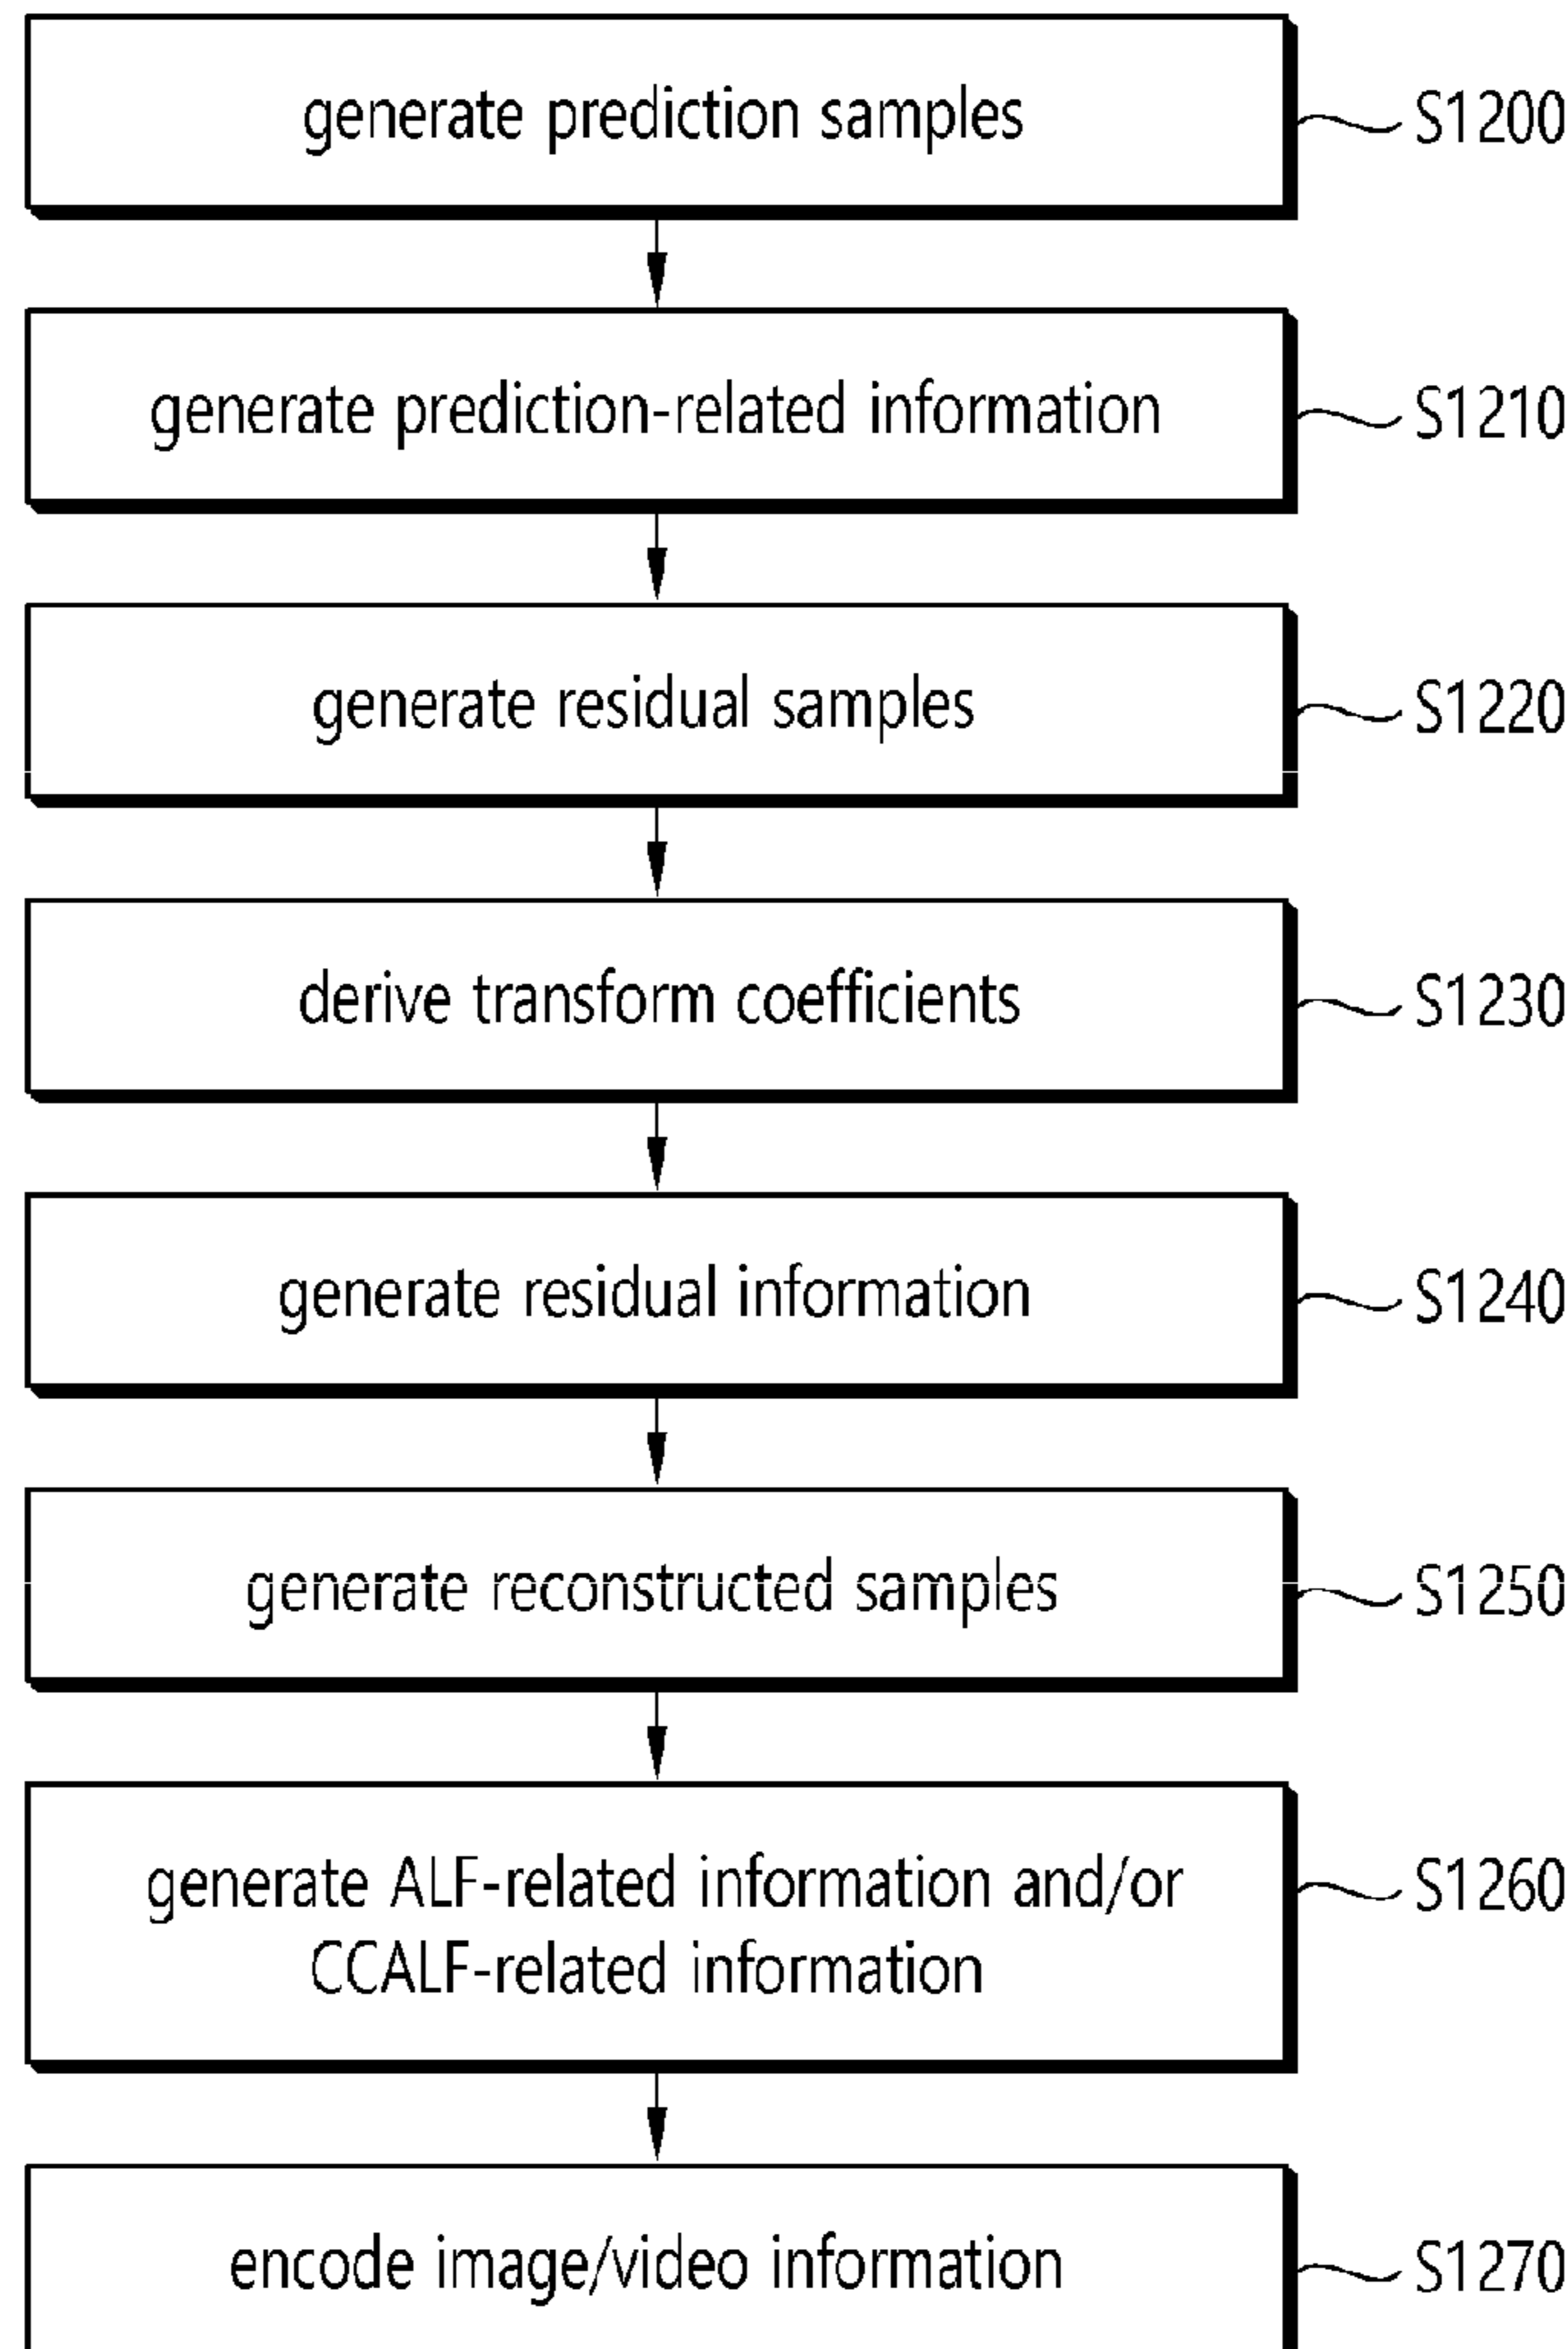 generate prediction samples
S1200
generate prediction-related information
S1210
generate residual samples
S1220
derive transform coefficients
S1230
generate residual information
S1240
generate reconstructed samples
S1250
generate ALF-related information and/or
CCALF-related information
S1260
encode image/video information
S1270